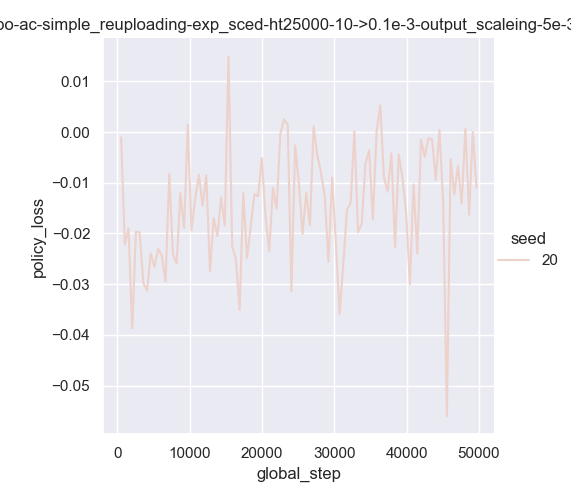 oo-ac-simple_reuploading-exp_sced-ht25000-10->0.1e-3-output_scaleing-5e-3
0.01
0.00
−0.01
−0.02
−0.03
−0.04
−0.05
policy_loss
0 10000 20000 30000 40000 50000
global_step
seed
20